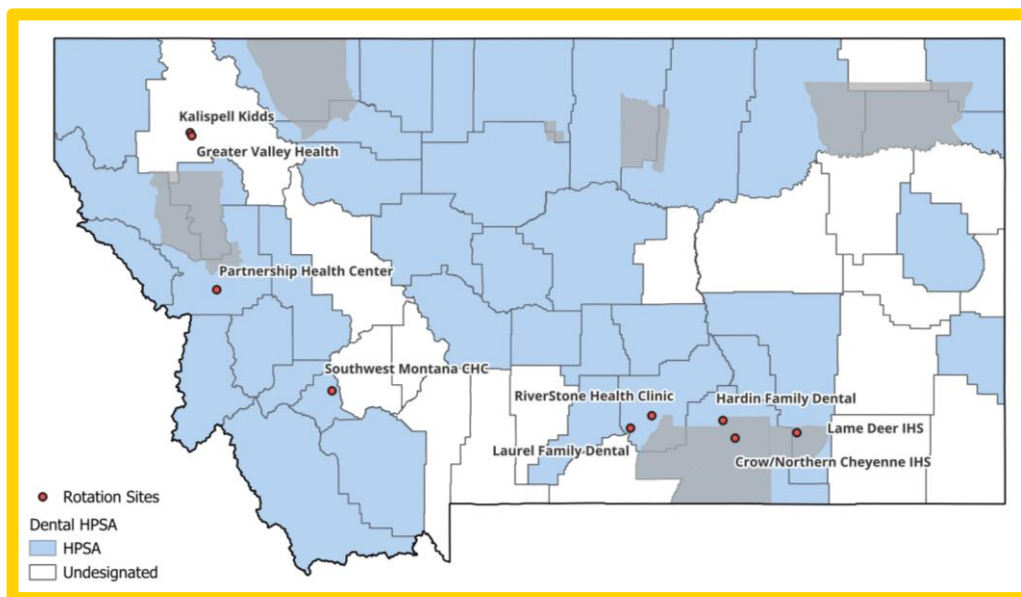 Kalispell Kidds
Greater Valley Health
Partnership Health Center
Southwest Montana CHC
RiverStone Health Clinic
Hardin Family Dental
Laurel Family Dental
Lame Deer IHS
Crow/Northern Cheyenne IHS
Rotation Sites
Dental HPSA
HPSA
Undesignated